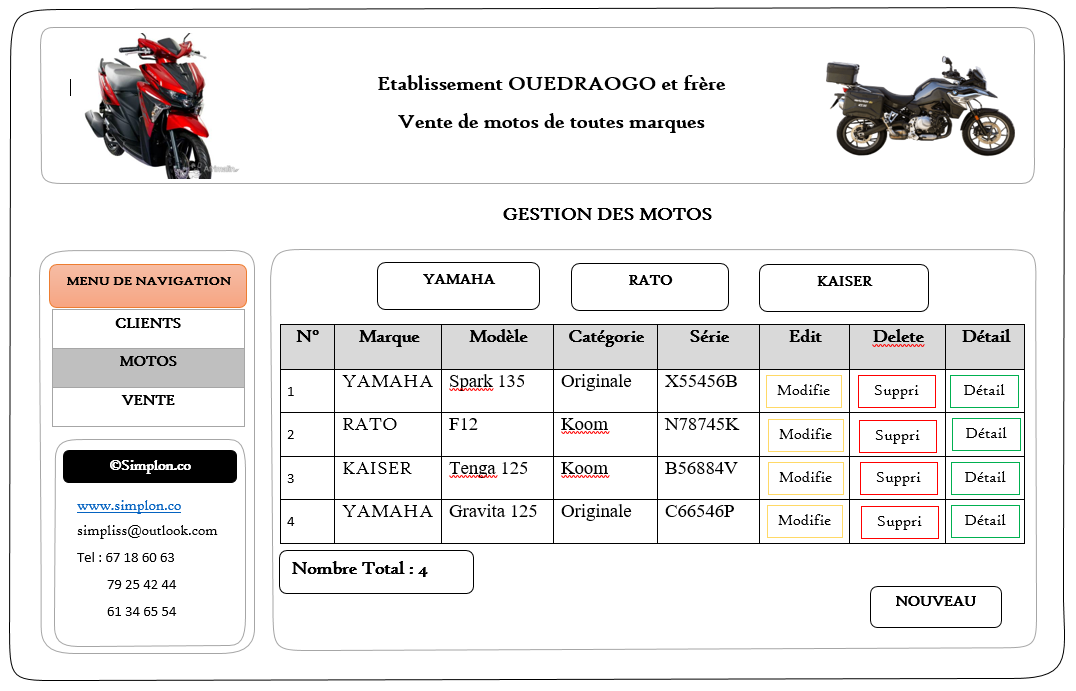 Etablissement OUEDRAOGO et frère
Vente de motos de toutes marques
GESTION DES MOTOS
MENU DE NAVIGATION
CLIENTS
MOTOS
VENTE
©Simplon.co
www.simplon.co
simpliss@outlook.com
Tel : 67 18 60 63
79 25 42 44
61 34 65 54
YAMAHA RATO KAISER
N° Marque Modèle Catégorie Série Edit Delete Détail
1 YAMAHA Spark 135 Originale X55456B Modifie Suppri Détail
2 RATO F12 Koom N78745K Modifie Suppri Détail
3 KAISER Tenga 125 Koom B56884V Modifie Suppri Détail
4 YAMAHA Gravita 125 Originale C66546P Modifie Suppri Détail
Nombre Total : 4
NOUVEAU